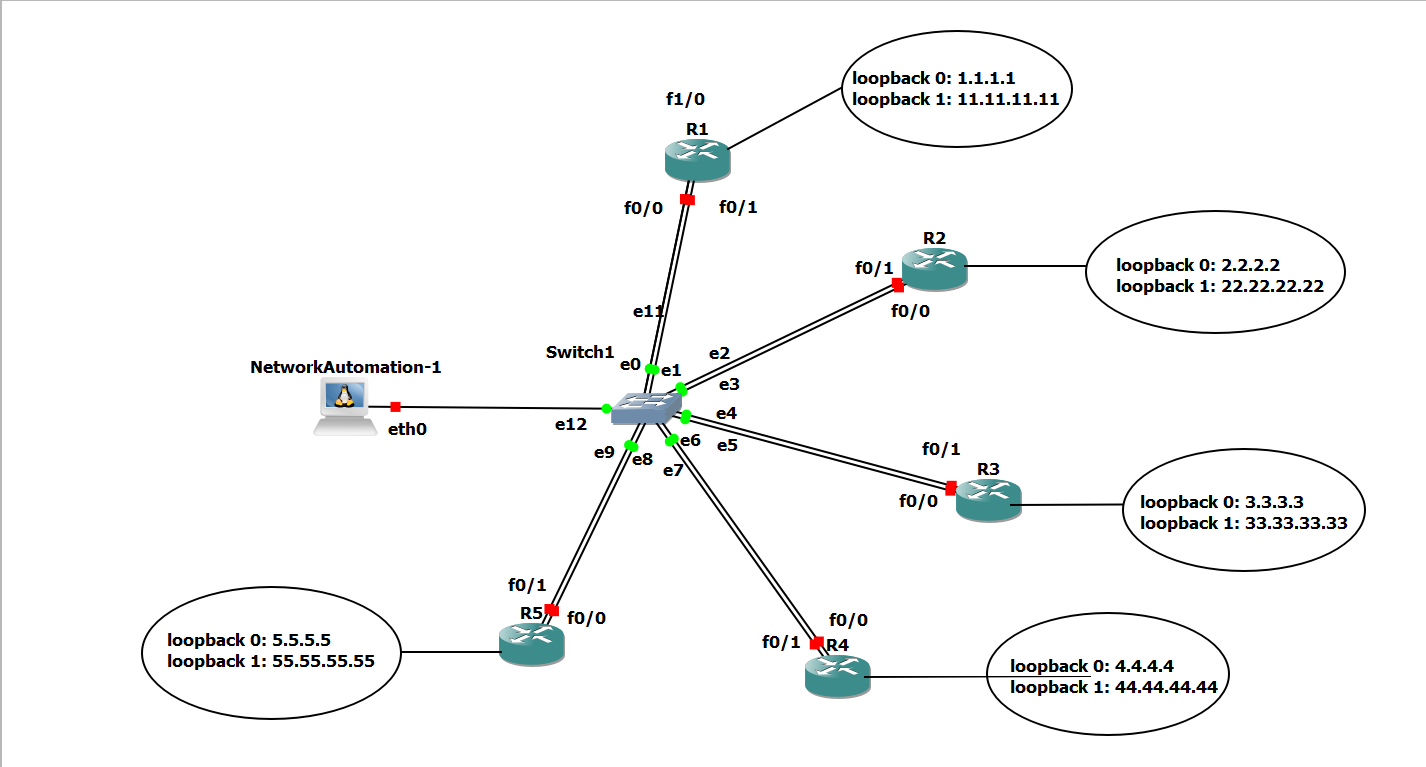 loopback 0: 1.1.1.1
loopback 1: 11.11.11.11
f1/0
R1
f0/0
f0/1
R2
f0/1
f0/0
loopback 0: 2.2.2.2
loopback 1: 22.22.22.22
e11
Switch1
e0
e1
e2
e3
NetworkAutomation-1
eth0
e12
e4
e5
e6
e7
e8
e9
f0/1
R3
f0/0
loopback 0: 3.3.3.3
loopback 1: 33.33.33.33
f0/1
R5
f0/0
loopback 0: 5.5.5.5
loopback 1: 55.55.55.55
f0/0
f0/1
R4
loopback 0: 4.4.4.4
loopback 1: 44.44.44.44